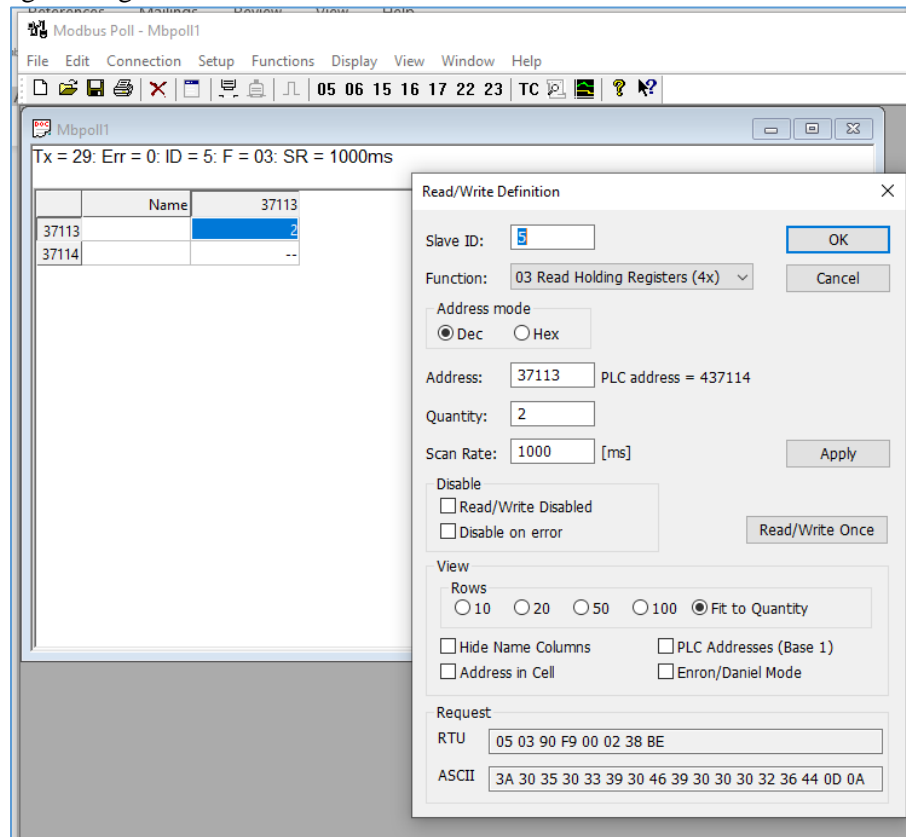 References Mailings Review View Help
Modbus Poll - Mbpoll1
File Edit Connection Setup Functions Display View Window Help
05 06 15 16 17 22 23 TC
Mbpoll1
Tx = 29: Err = 0: ID = 5: F = 03: SR = 1000ms
Name 37113
37113 2
37114 --
Read/Write Definition
Slave ID: 5 OK
Function: 03 Read Holding Registers (4x) Cancel
Address mode
Dec Hex
Address: 37113 PLC address = 437114
Quantity: 2
Scan Rate: 1000 [ms] Apply
Disable
Read/Write Disabled
Disable on error Read/Write Once
View
Rows
10 20 50 100 Fit to Quantity
Hide Name Columns PLC Addresses (Base 1)
Address in Cell Enron/Daniel Mode
Request
RTU 05 03 90 F9 00 02 38 BE
ASCII 3A 30 35 30 33 39 30 46 39 30 30 30 32 36 44 0D 0A